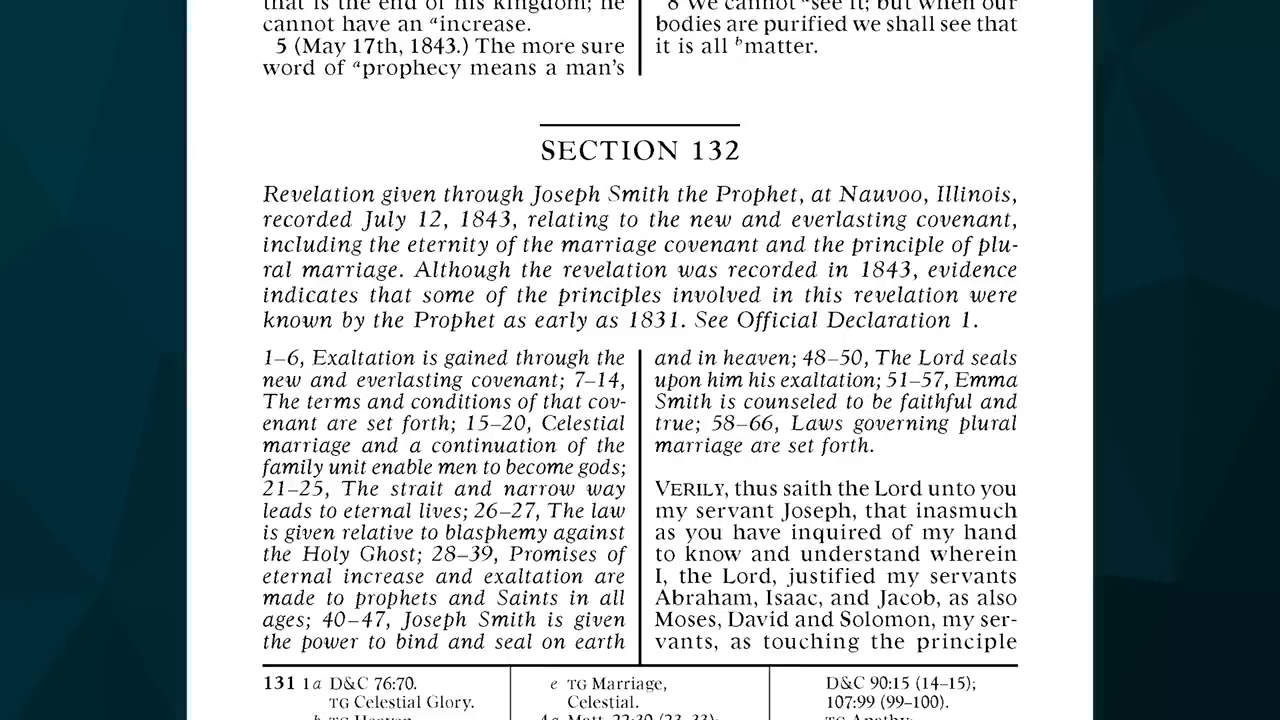 that is the end of his kingdom; he
cannot have an ᵃincrease.
5 (May 17th, 1843.) The more sure
word of ᵃprophecy means a man's
8 We cannot ᵃsee it; but when our
bodies are purified we shall see that
it is all ᵇmatter.
SECTION 132
Revelation given through Joseph Smith the Prophet, at Nauvoo, Illinois,
recorded July 12, 1843, relating to the new and everlasting covenant,
including the eternity of the marriage covenant and the principle of plu-
ral marriage. Although the revelation was recorded in 1843, evidence
indicates that some of the principles involved in this revelation were
known by the Prophet as early as 1831. See Official Declaration 1.
1–6, Exaltation is gained through the
new and everlasting covenant; 7–14,
The terms and conditions of that cov-
enant are set forth; 15–20, Celestial
marriage and a continuation of the
family unit enable men to become gods;
21–25, The strait and narrow way
leads to eternal lives; 26–27, The law
is given relative to blasphemy against
the Holy Ghost; 28–39, Promises of
eternal increase and exaltation are
made to prophets and Saints in all
ages; 40–47, Joseph Smith is given
the power to bind and seal on earth
and in heaven; 48–50, The Lord seals
upon him his exaltation; 51–57, Emma
Smith is counseled to be faithful and
true; 58–66, Laws governing plural
marriage are set forth.
VERILY, thus saith the Lord unto you
my servant Joseph, that inasmuch
as you have inquired of my hand
to know and understand wherein
I, the Lord, justified my servants
Abraham, Isaac, and Jacob, as also
Moses, David and Solomon, my ser-
vants, as touching the principle
131 1a D&C 76:70.
TG Celestial Glory.
b TG Heaven.
e TG Marriage,
Celestial.
4a Matt. 22:30 (23–33);
D&C 90:15 (14–15);
107:99 (99–100).
TG Apathy;